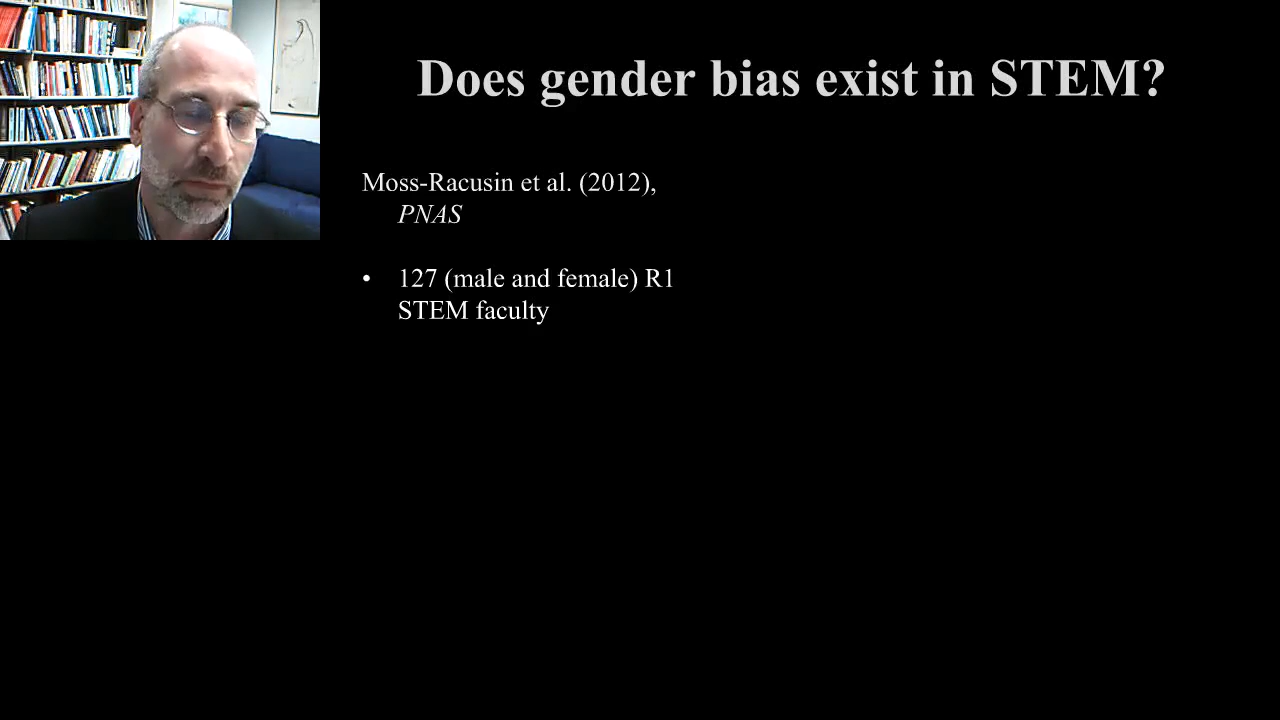 Does gender bias exist in STEM?
Moss-Racusin et al. (2012),
PNAS
• 127 (male and female) R1
STEM faculty